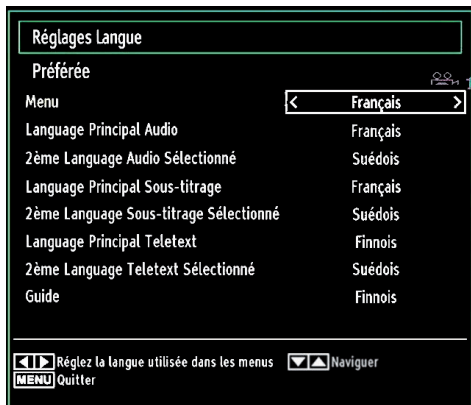 Réglages Langue
Préférée
Menu < Français >
Language Principal Audio Français
2ème Language Audio Sélectionné Suédois
Language Principal Sous-titrage Français
2ème Language Sous-titrage Sélectionné Suédois
Language Principal Teletext Finnois
2ème Language Teletext Sélectionné Suédois
Guide Finnois
Réglez la langue utilisée dans les menus Naviguer
MENU Quitter